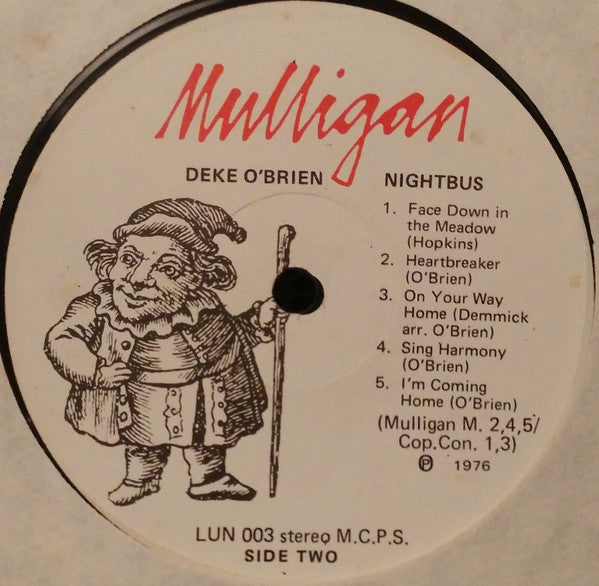 Mulligan
DEKE O'BRIEN
NIGHTBUS
1. Face Down in
the Meadow
(Hopkins)
2. Heartbreaker
(O'Brien)
3. On Your Way
Home (Demmick
arr. O'Brien)
4. Sing Harmony
(O'Brien)
5. I'm Coming
Home (O'Brien)
(Mulligan M. 2,4,5/
Cop.Con. 1,3)
℗ 1976
LUN 003 stereo M.C.P.S.
SIDE TWO